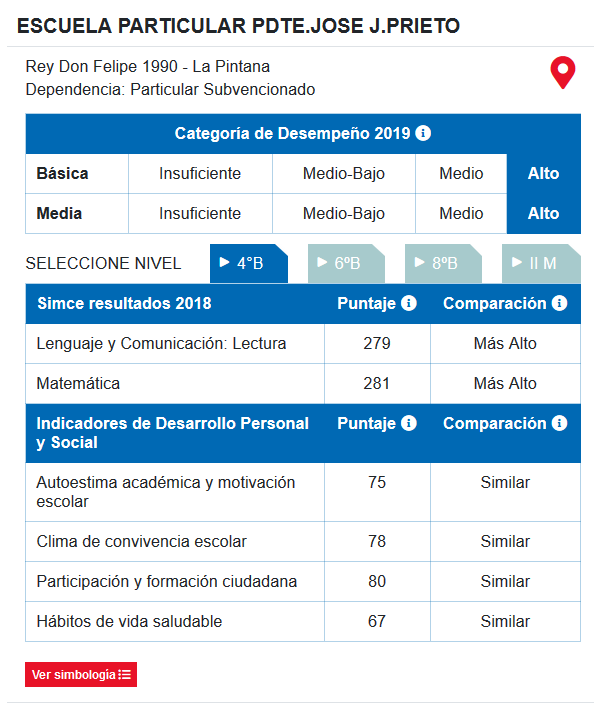 ESCUELA PARTICULAR PDTE.JOSE J.PRIETO
Rey Don Felipe 1990 - La Pintana
Dependencia: Particular Subvencionado
Categoría de Desempeño 2019
Básica Insuficiente Medio-Bajo Medio Alto
Media Insuficiente Medio-Bajo Medio Alto
SELECCIONE NIVEL 4°B 6ºB 8ºB II M
Simce resultados 2018 Puntaje Comparación
Lenguaje y Comunicación: Lectura 279 Más Alto
Matemática 281 Más Alto
Indicadores de Desarrollo Personal Puntaje Comparación
y Social
Autoestima académica y motivación 75 Similar
escolar
Clima de convivencia escolar 78 Similar
Participación y formación ciudadana 80 Similar
Hábitos de vida saludable 67 Similar
Ver simbología